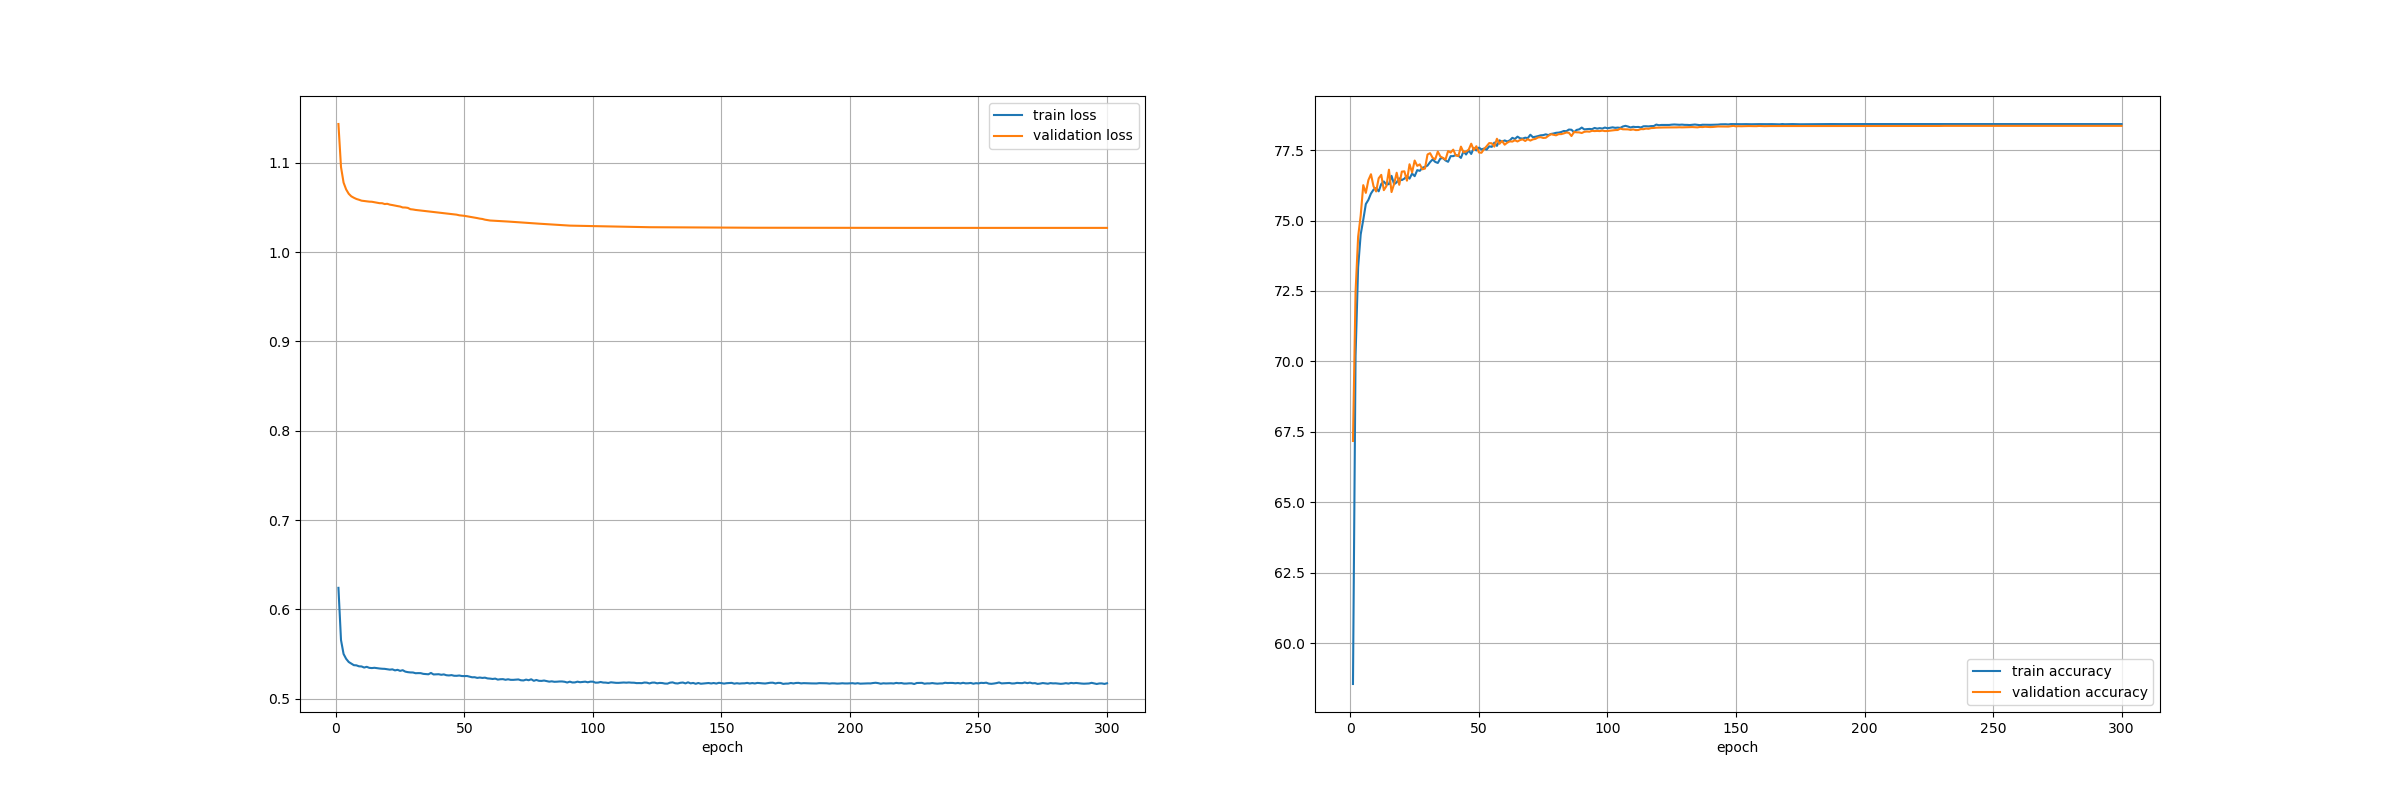 train loss
validation loss
1.1
1.0
0.9
0.8
0.7
0.6
0.5
0 50 100 150 200 250 300
epoch
77.5
75.0
72.5
70.0
67.5
65.0
62.5
60.0
train accuracy
validation accuracy
0 50 100 150 200 250 300
epoch